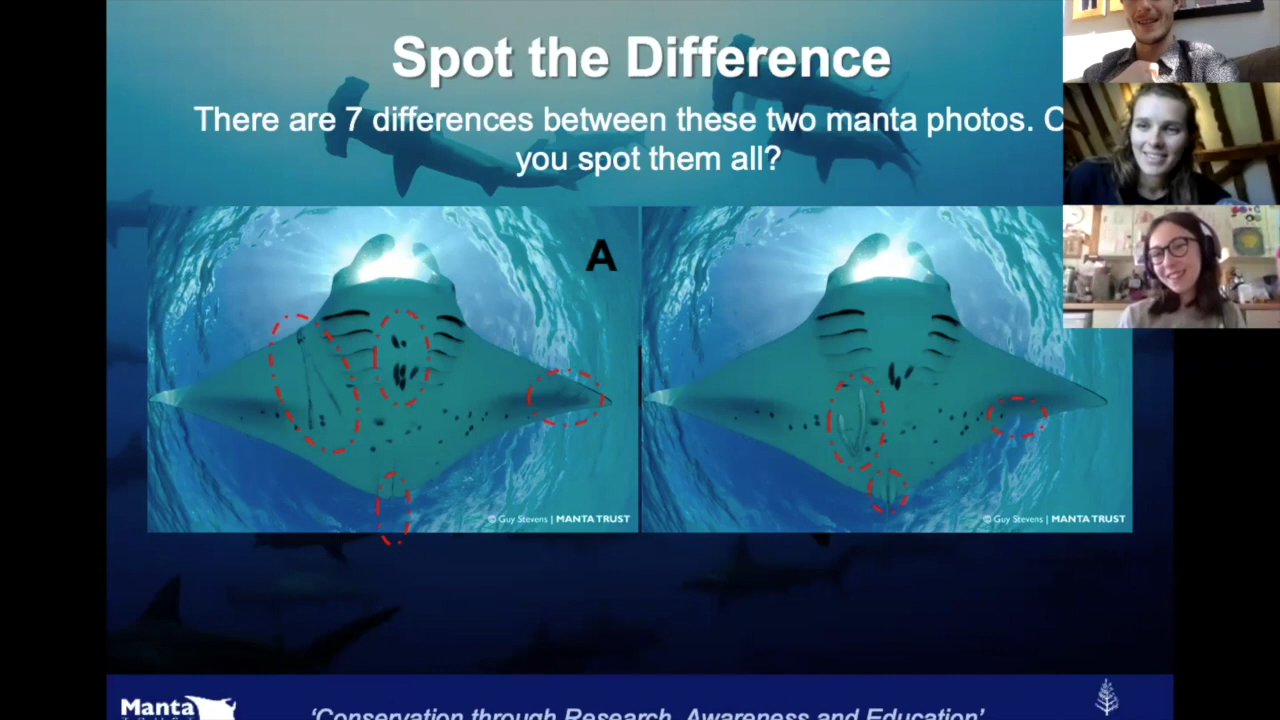 Spot the Difference
There are 7 differences between these two manta photos. C
you spot them all?
A
© Guy Stevens | MANTA TRUST
© Guy Stevens | MANTA TRUST
Manta
TRUST
'Conservation through Research, Awareness and Education'